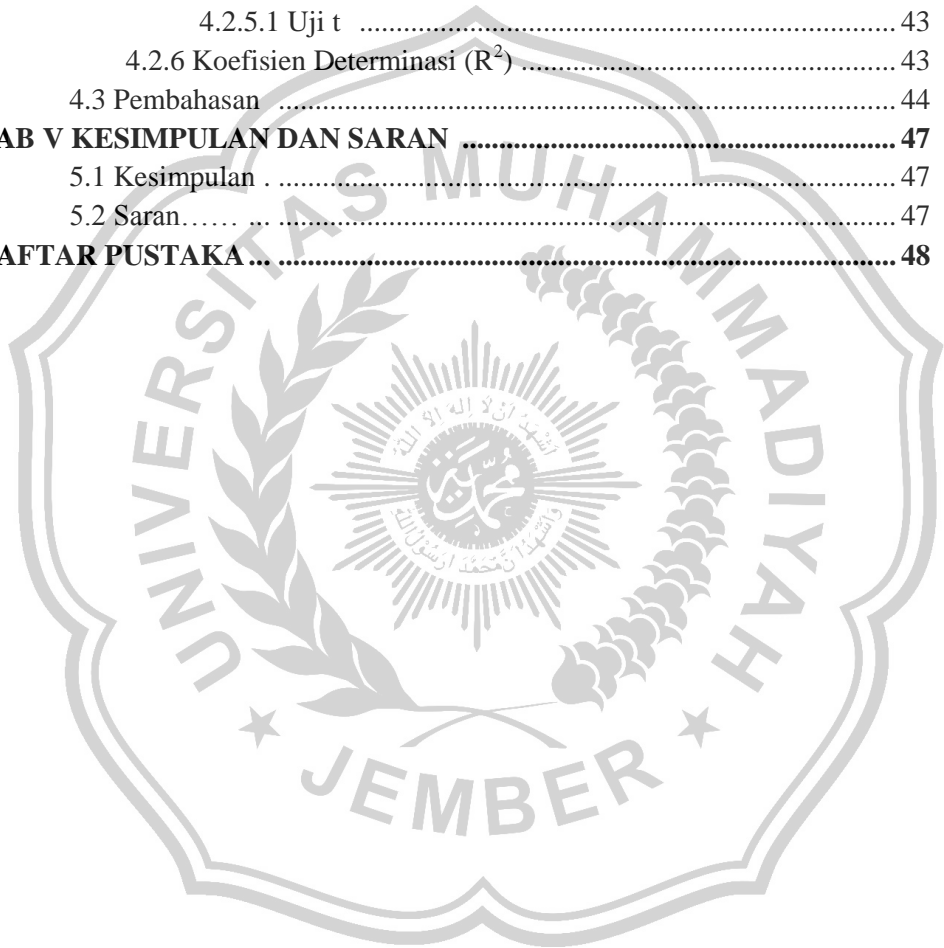 4.2.5.1 Uji t ........................................................................................ 43
4.2.6 Koefisien Determinasi (R²) .............................................................. 43
4.3 Pembahasan ..................................................................................................... 44
AB V KESIMPULAN DAN SARAN ....................................................................... 47
5.1 Kesimpulan . ..................................................................................................... 47
5.2 Saran…… ... ..................................................................................................... 47
AFTAR PUSTAKA ... ..................................................................................................... 48
UNIVERSITAS MUHAMMADIYAH
JEMBER